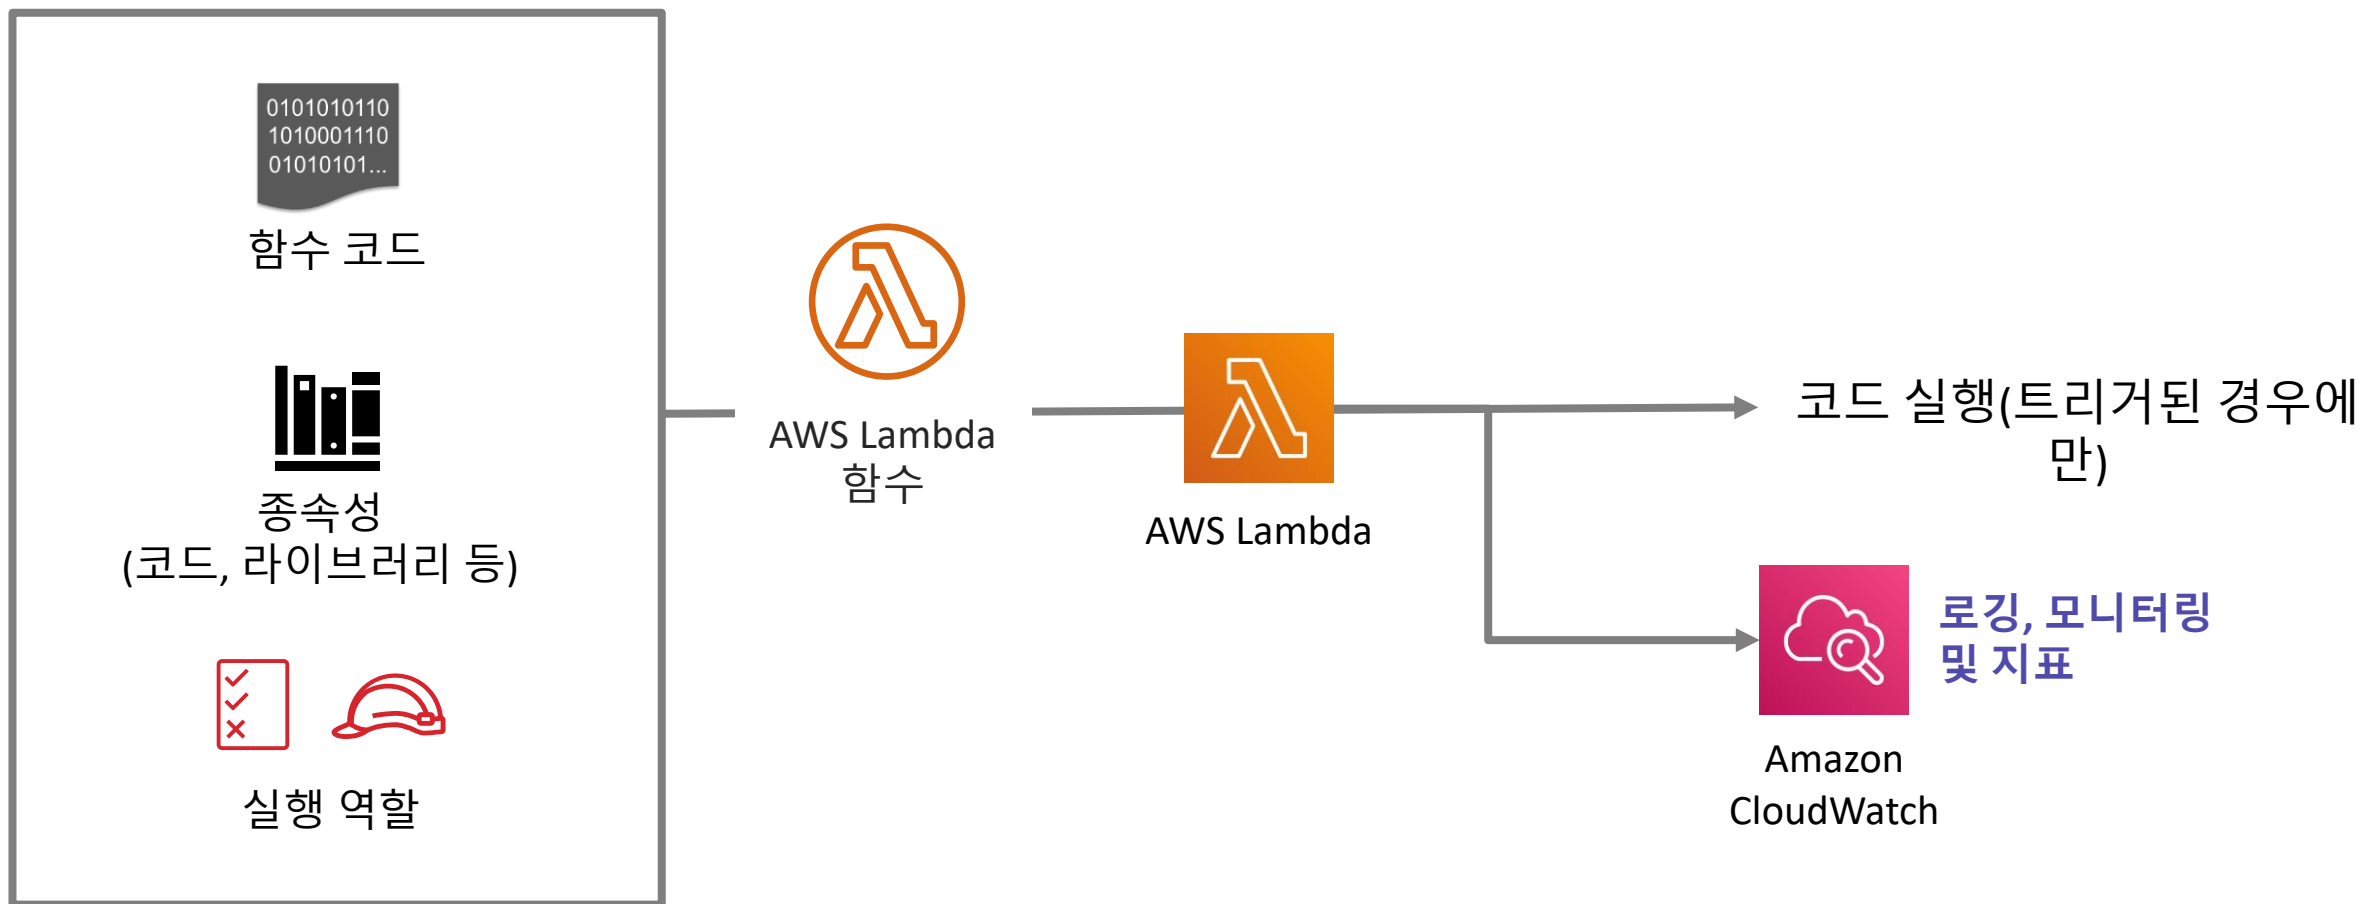 0101010110
1010001110
01010101...
함수 코드
종속성
(코드, 라이브러리 등)
실행 역할
AWS Lambda
함수
AWS Lambda
코드 실행(트리거된 경우에
만)
로깅, 모니터링
및 지표
Amazon
CloudWatch